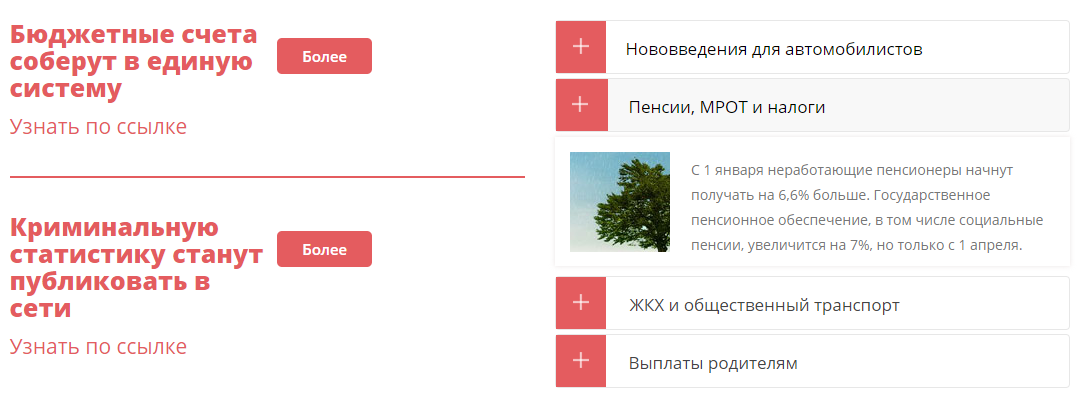 Бюджетные счета
соберут в единую
систему
Более
Узнать по ссылке
Криминальную
статистику станут
публиковать в
сети
Более
Узнать по ссылке
Нововведения для автомобилистов
Пенсии, МРОТ и налоги
С 1 января неработающие пенсионеры начнут
получать на 6,6% больше. Государственное
пенсионное обеспечение, в том числе социальные
пенсии, увеличится на 7%, но только с 1 апреля.
ЖКХ и общественный транспорт
Выплаты родителям